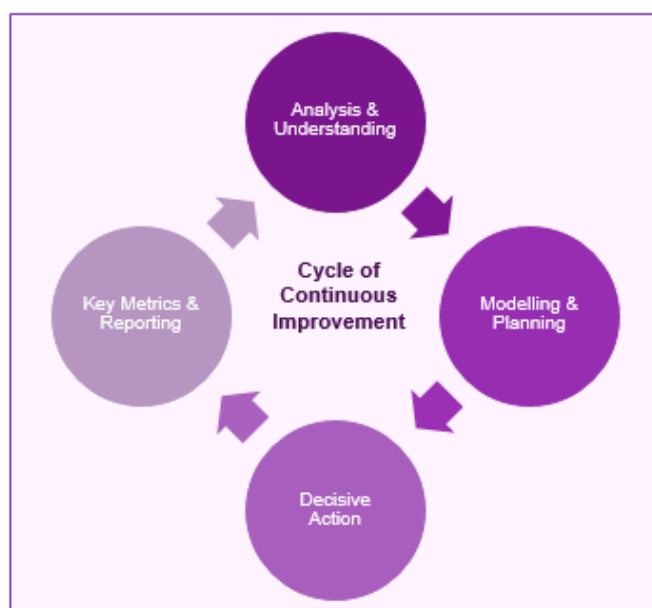 Analysis &
Understanding
Cycle of
Continuous
Improvement
Key Metrics &
Reporting
Modelling &
Planning
Decisive
Action